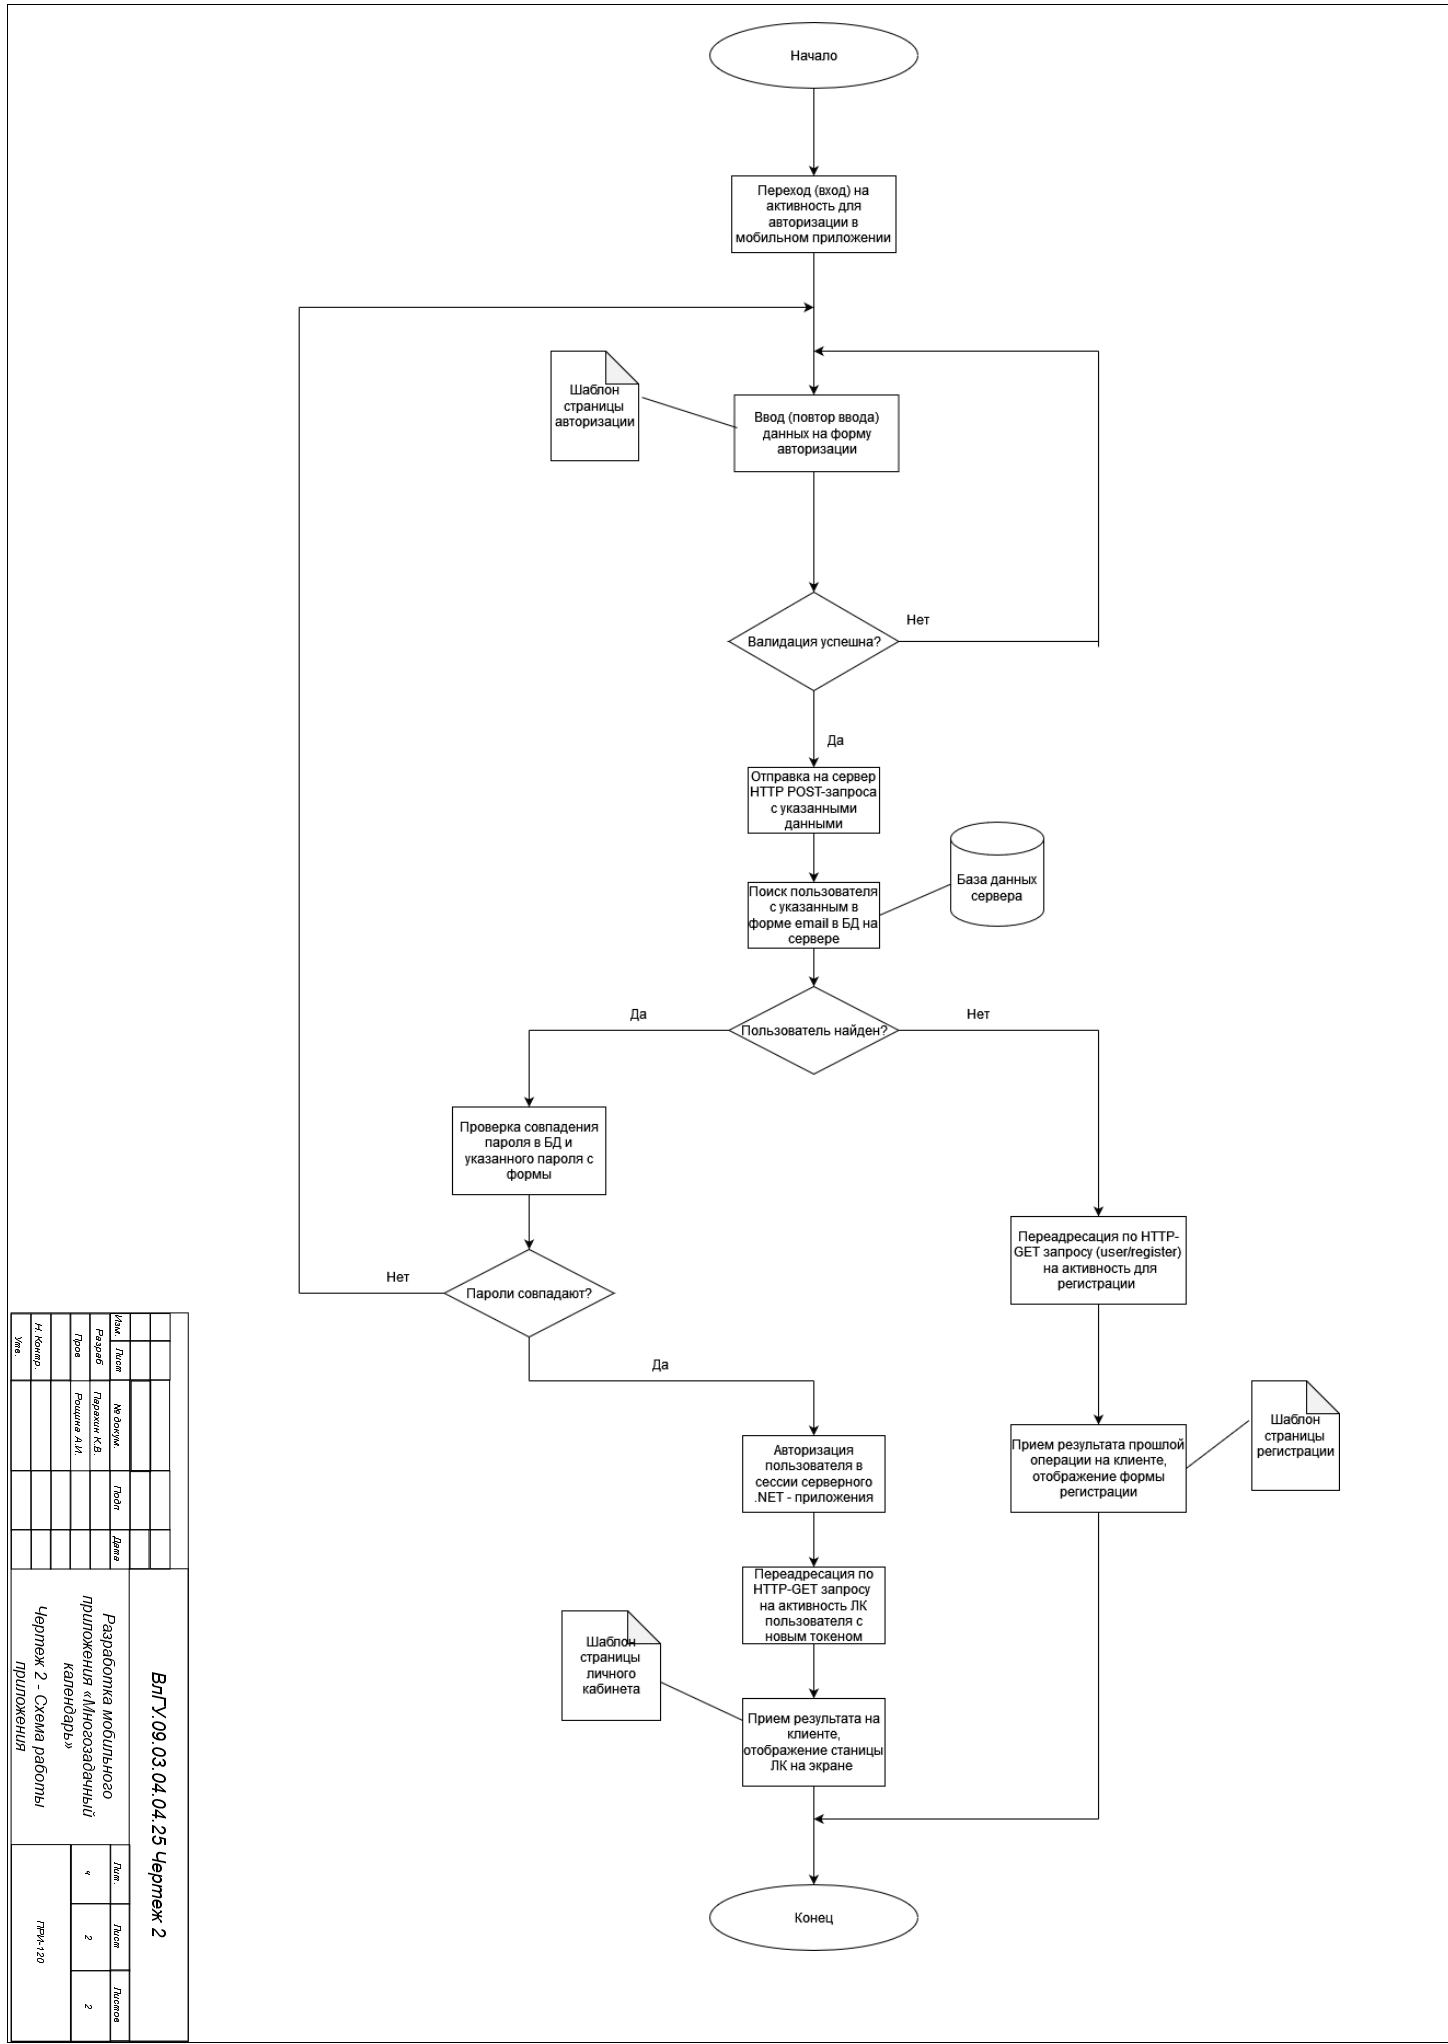 Начало
Переход (вход) на
активность для
авторизации в
мобильном приложении
Шаблон
страницы
авторизации
Ввод (повтор ввода)
данных на форму
авторизации
Валидация успешна?
Нет
Да
Отправка на сервер
HTTP POST-запроса
с указанными
данными
Поиск пользователя
с указанным в
форме email в БД на
сервере
База данных
сервера
Пользователь найден?
Да
Нет
Проверка совпадения
пароля в БД и
указанного пароля с
формы
Пароли совпадают?
Нет
Да
Переадресация по HTTP-
GET запросу (user/register)
на активность для
регистрации
Прием результата прошлой
операции на клиенте,
отображение формы
регистрации
Шаблон
страницы
регистрации
Авторизация
пользователя в
сессии серверного
.NET - приложения
Переадресация по
HTTP-GET запросу
на активность ЛК
пользователя с
новым токеном
Шаблон
страницы
личного
кабинета
Прием результата на
клиенте,
отображение станицы
ЛК на экране
Конец
ВлГУ.09.03.04.04.25 Чертеж 2
Изм. Лист № докум. Подп Дата
Разраб Парахин К.В.
Пров Рощина А.И.
Н. Контр.
Утв.
Разработка мобильного
приложения «Многозадачный
календарь»
Чертеж 2 - Схема работы
приложения
Лит. Лист Листов
ч 2 2
ПРИ-120